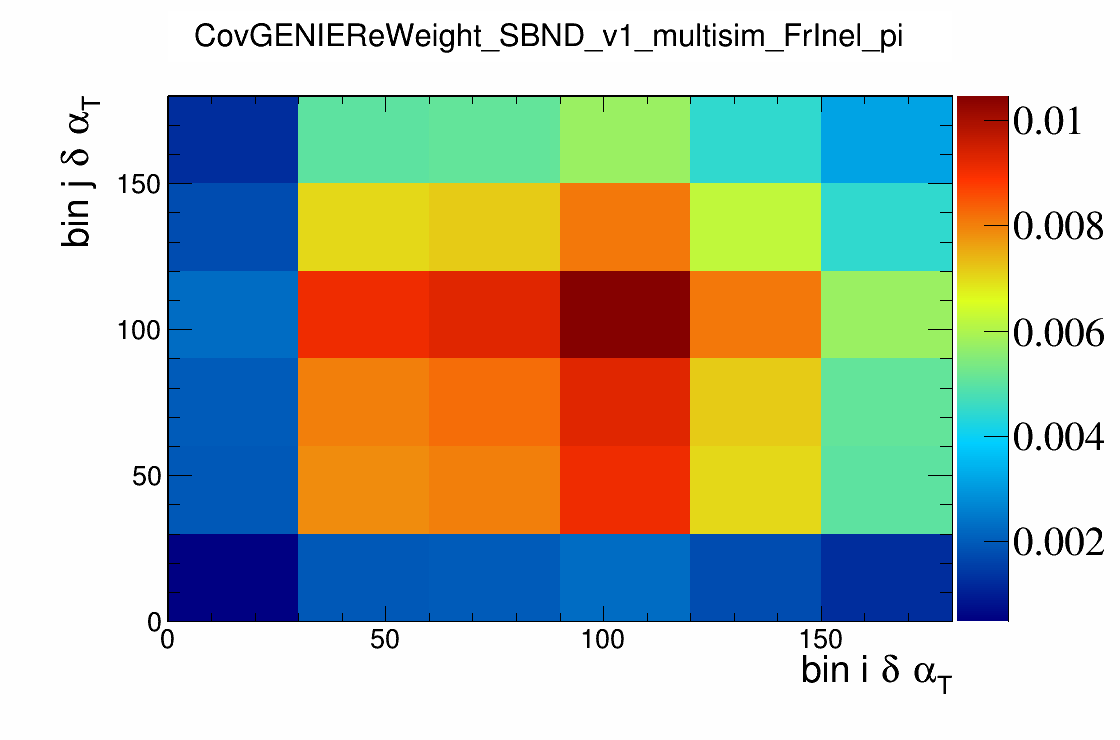 CovGENIEReWeight_SBND_v1_multisim_FrInel_pi
bin j δ α_T
150
100
50
0
0 50 100 150
bin i δ α_T
0.01
0.008
0.006
0.004
0.002